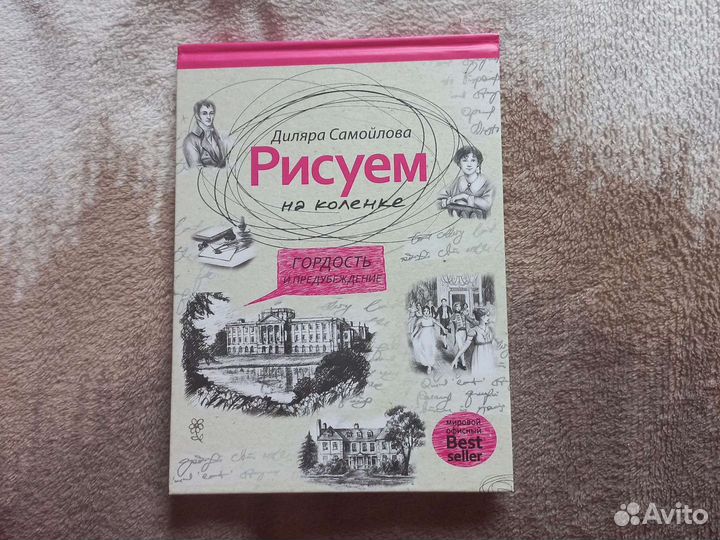 Диляра Самойлова
Рисуем
на коленке
ГОРДОСТЬ
И ПРЕДУБЕЖДЕНИЕ
мировой
офисный
Best
seller
Avito